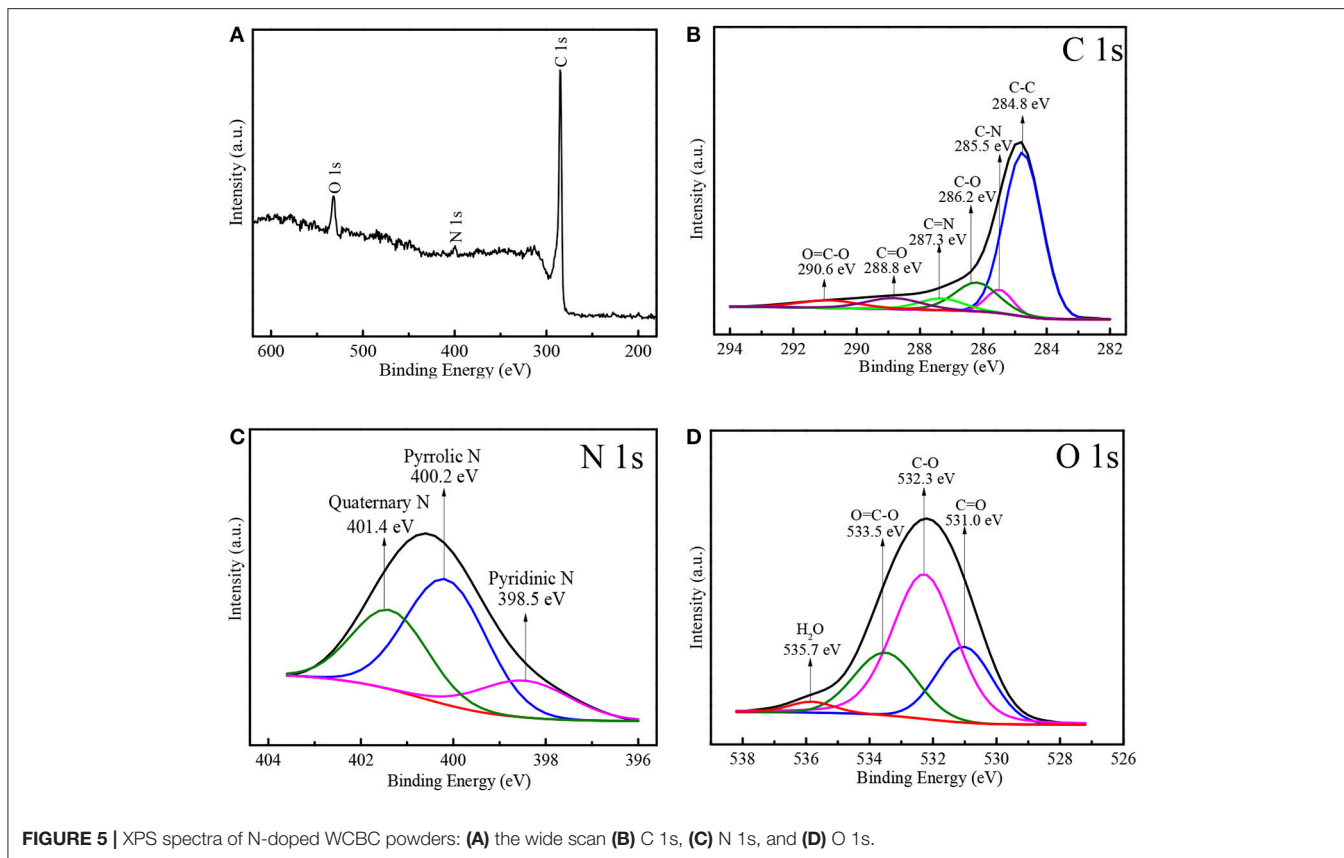 A
O 1s
N 1s
C 1s
Intensity (a.u.)
600 500 400 300 200
Binding Energy (eV)
B
C 1s
C-C
284.8 eV
C-N
285.5 eV
C-O
286.2 eV
C=N
287.3 eV
C=O
288.8 eV
O=C-O
290.6 eV
Intensity (a.u.)
294 292 290 288 286 284 282
Binding Energy (eV)
C
N 1s
Pyrrolic N
400.2 eV
Quaternary N
401.4 eV
Pyridinic N
398.5 eV
Intensity (a.u.)
404 402 400 398 396
Binding Energy (eV)
D
O 1s
C-O
532.3 eV
O=C-O
533.5 eV
C=O
531.0 eV
H₂O
535.7 eV
Intensity (a.u.)
538 536 534 532 530 528 526
Binding Energy (eV)
FIGURE 5 | XPS spectra of N-doped WCBC powders: (A) the wide scan (B) C 1s, (C) N 1s, and (D) O 1s.